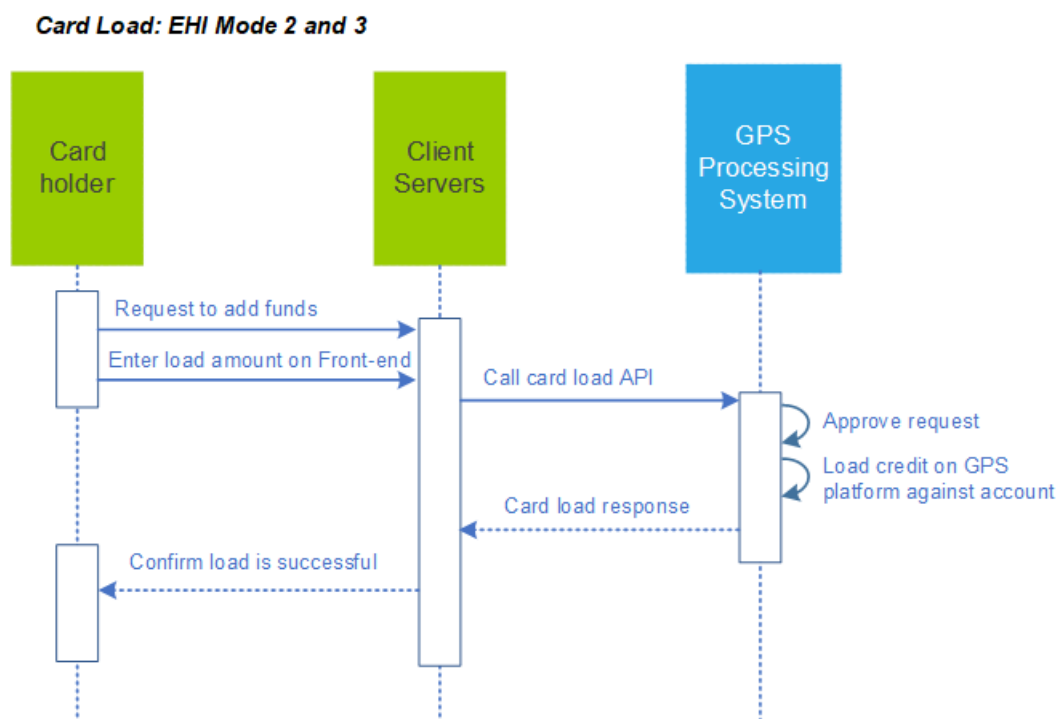 Card Load: EHI Mode 2 and 3
Card
holder
Client
Servers
GPS
Processing
System
Request to add funds
Enter load amount on Front-end
Call card load API
Approve request
Load credit on GPS
platform against account
Card load response
Confirm load is successful